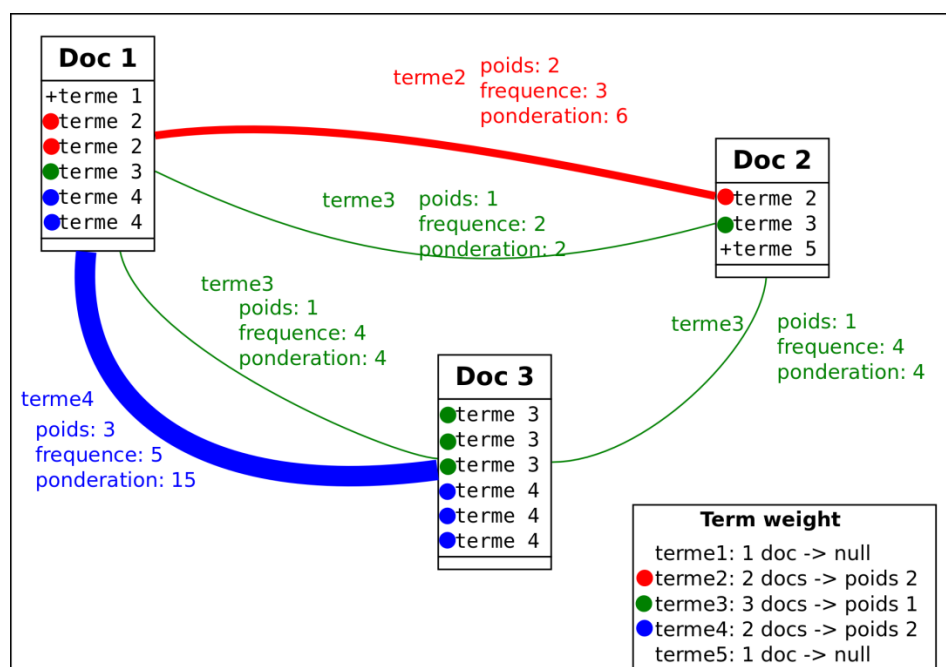 Doc 1
+terme 1
terme 2
terme 2
terme 3
terme 4
terme 4
terme2
poids: 2
frequence: 3
ponderation: 6
Doc 2
terme 2
terme 3
+terme 5
terme3
poids: 1
frequence: 2
ponderation: 2
terme3
poids: 1
frequence: 4
ponderation: 4
terme3
poids: 1
frequence: 4
ponderation: 4
terme4
poids: 3
frequence: 5
ponderation: 15
Doc 3
terme 3
terme 3
terme 3
terme 4
terme 4
terme 4
Term weight
terme1: 1 doc -> null
terme2: 2 docs -> poids 2
terme3: 3 docs -> poids 1
terme4: 2 docs -> poids 2
terme5: 1 doc -> null